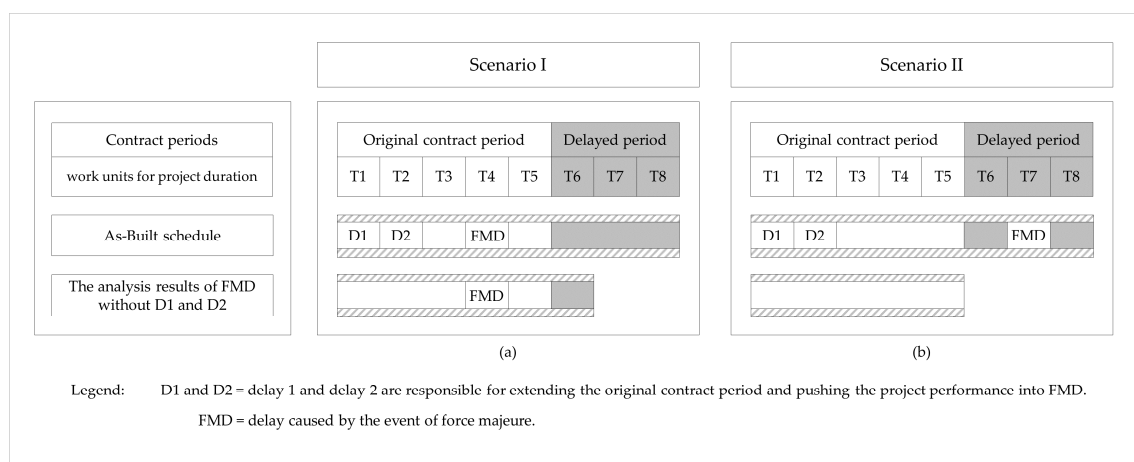 Scenario I
Scenario II
Contract periods
work units for project duration
As-Built schedule
The analysis results of FMD
without D1 and D2
Original contract period
Delayed period
T1 T2 T3 T4 T5 T6 T7 T8
D1 D2 FMD
FMD
(a)
Original contract period
Delayed period
T1 T2 T3 T4 T5 T6 T7 T8
D1 D2 FMD
(b)
Legend: D1 and D2 = delay 1 and delay 2 are responsible for extending the original contract period and pushing the project performance into FMD.
FMD = delay caused by the event of force majeure.